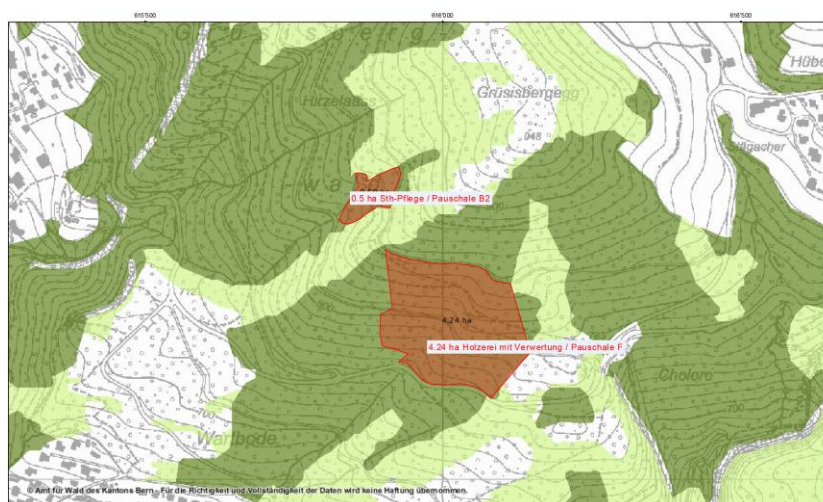 615'500 616'000 616'500
Grüsisberg
Hübe
Hirzelaas
Grüsisbergegg
948
Stilgacher
0.5 ha Sth-Pflege / Pauschale B2
4.24 ha
4.24 ha Holzerei mit Verwertung / Pauschale F
Cholere
700
700
Wartbode
© Amt für Wald des Kantons Bern - Für die Richtigkeit und Vollständigkeit der Daten wird keine Haftung übernommen.